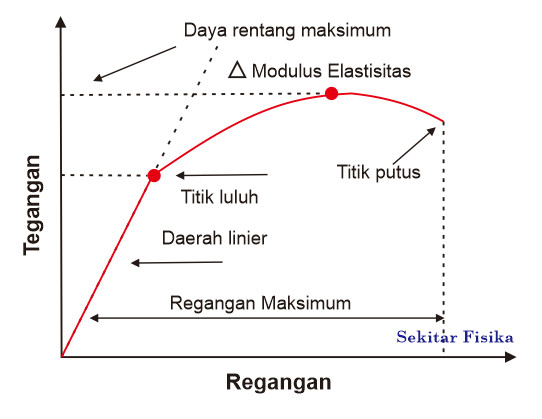 Daya rentang maksimum
△ Modulus Elastisitas
Titik putus
Titik luluh
Daerah linier
Regangan Maksimum
Sekitar Fisika
Tegangan
Regangan